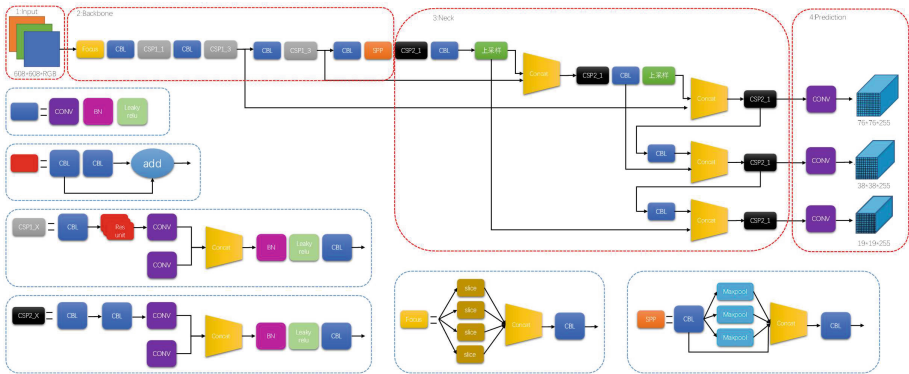 1.Input
2:Backbone
3:Neck
4:Prediction
608*608*RGB
Focus
CBL
CSP1_1
CBL
CSP1_3
CBL
CSP1_3
CBL
SPP
CSP2_1
CBL
上采样
Concat
CSP2_1
CBL
上采样
Concat
CSP2_1
CONV
76*76*255
CBL
Concat
CSP2_1
CONV
38*38*255
CBL
Concat
CSP2_1
CONV
19*19*255
=
CONV
BN
Leaky
relu
=
CBL
CBL
add
CSP1_X
=
CBL
Res
unit
CONV
CONV
Concat
BN
Leaky
relu
CBL
CSP2_X
=
CBL
CBL
CONV
CONV
Concat
BN
Leaky
relu
CBL
Focus
=
slice
slice
slice
slice
Concat
CBL
SPP
=
CBL
Maxpool
Maxpool
Maxpool
Concat
CBL